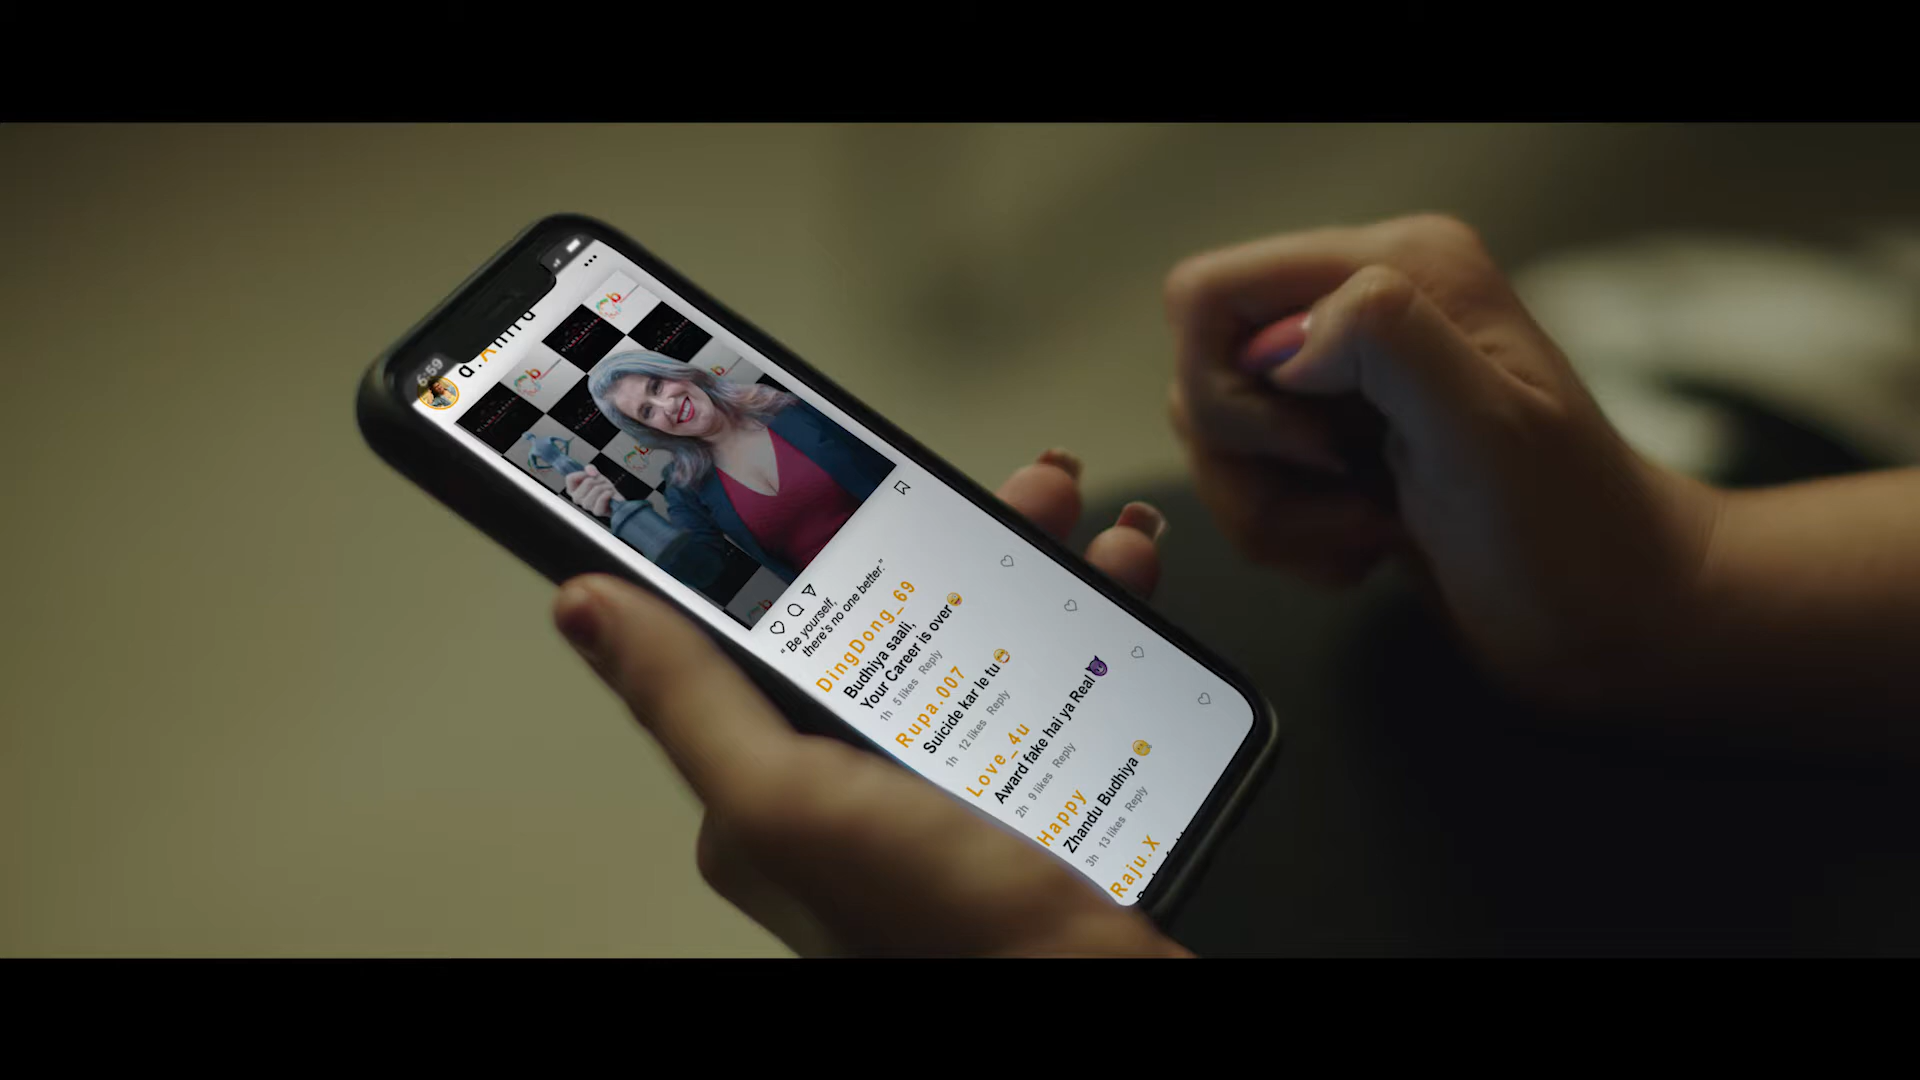 6:59
" Be yourself,
there's no one better."
DingDong_69
Budhiya saali,
Your Career is over
1h 5 likes Reply
Rupa.007
Suicide kar le tu
1h 12 likes Reply
Love_4u
Award fake hai ya Real
2h 9 likes Reply
Happy
Zhandu Budhiya
3h 13 likes Reply
Raju.X